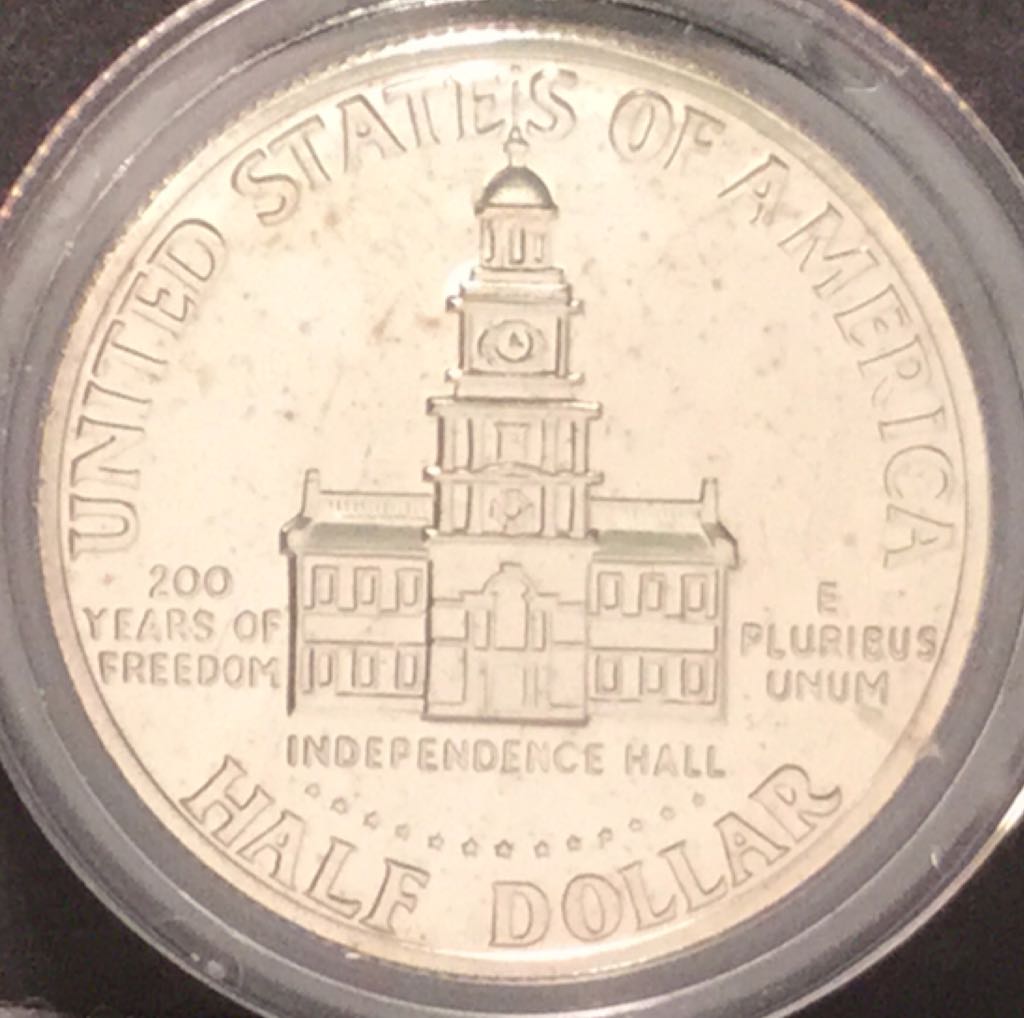 UNITED STATES OF AMERICA
200
YEARS OF
FREEDOM
E
PLURIBUS
UNUM
INDEPENDENCE HALL
HALF DOLLAR